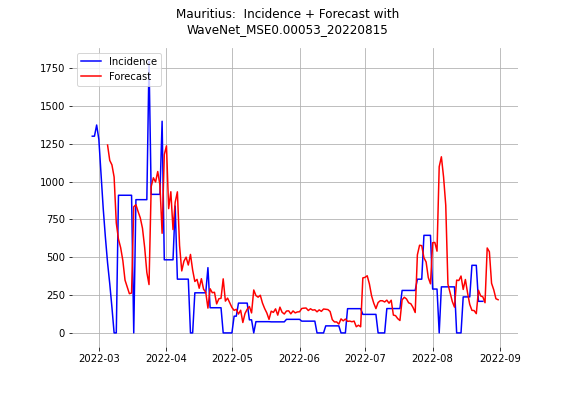 Mauritius:  Incidence + Forecast with
WaveNet_MSE0.00053_20220815
Incidence
Forecast
1750
1500
1250
1000
750
500
250
0
2022-03 2022-04 2022-05 2022-06 2022-07 2022-08 2022-09